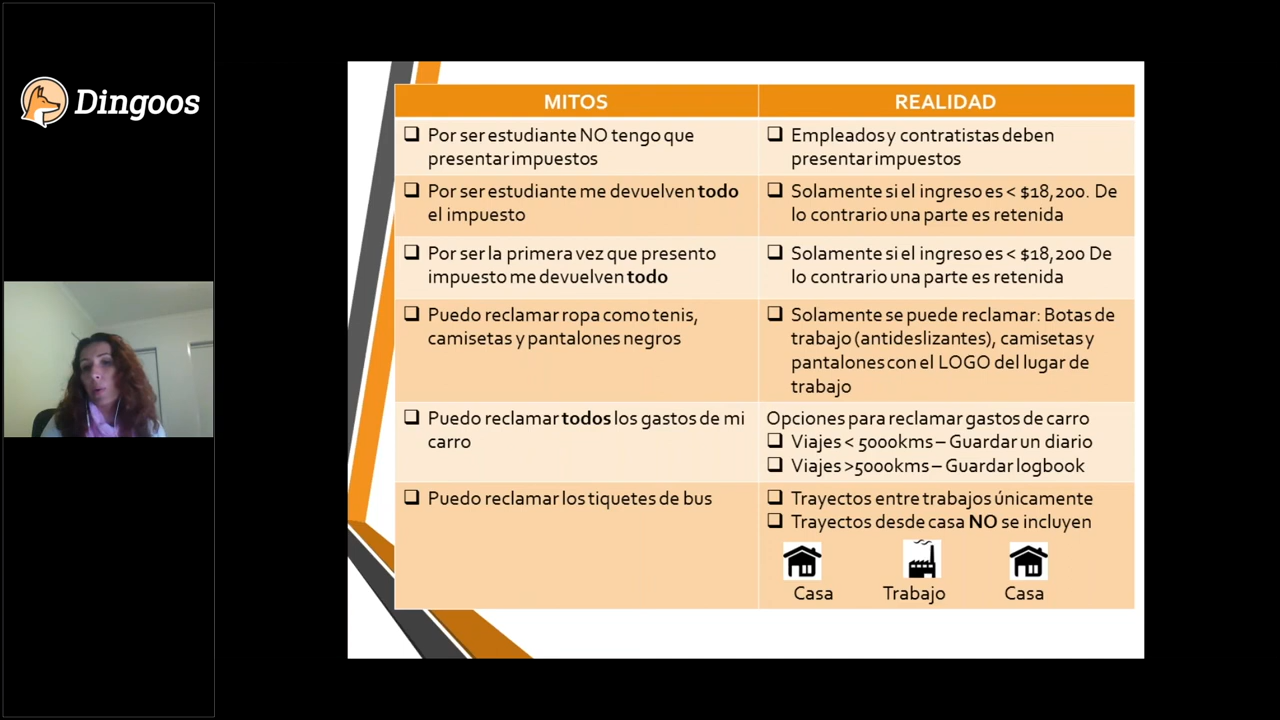 Dingoos
MITOS
REALIDAD
Por ser estudiante NO tengo que
presentar impuestos
Empleados y contratistas deben
presentar impuestos
Por ser estudiante me devuelven todo
el impuesto
Solamente si el ingreso es < $18,200. De
lo contrario una parte es retenida
Por ser la primera vez que presento
impuesto me devuelven todo
Solamente si el ingreso es < $18,200 De
lo contrario una parte es retenida
Puedo reclamar ropa como tenis,
camisetas y pantalones negros
Solamente se puede reclamar: Botas de
trabajo (antideslizantes), camisetas y
pantalones con el LOGO del lugar de
trabajo
Puedo reclamar todos los gastos de mi
carro
Opciones para reclamar gastos de carro
Viajes < 5000kms – Guardar un diario
Viajes >5000kms – Guardar logbook
Puedo reclamar los tiquetes de bus
Trayectos entre trabajos únicamente
Trayectos desde casa NO se incluyen
Casa
Trabajo
Casa